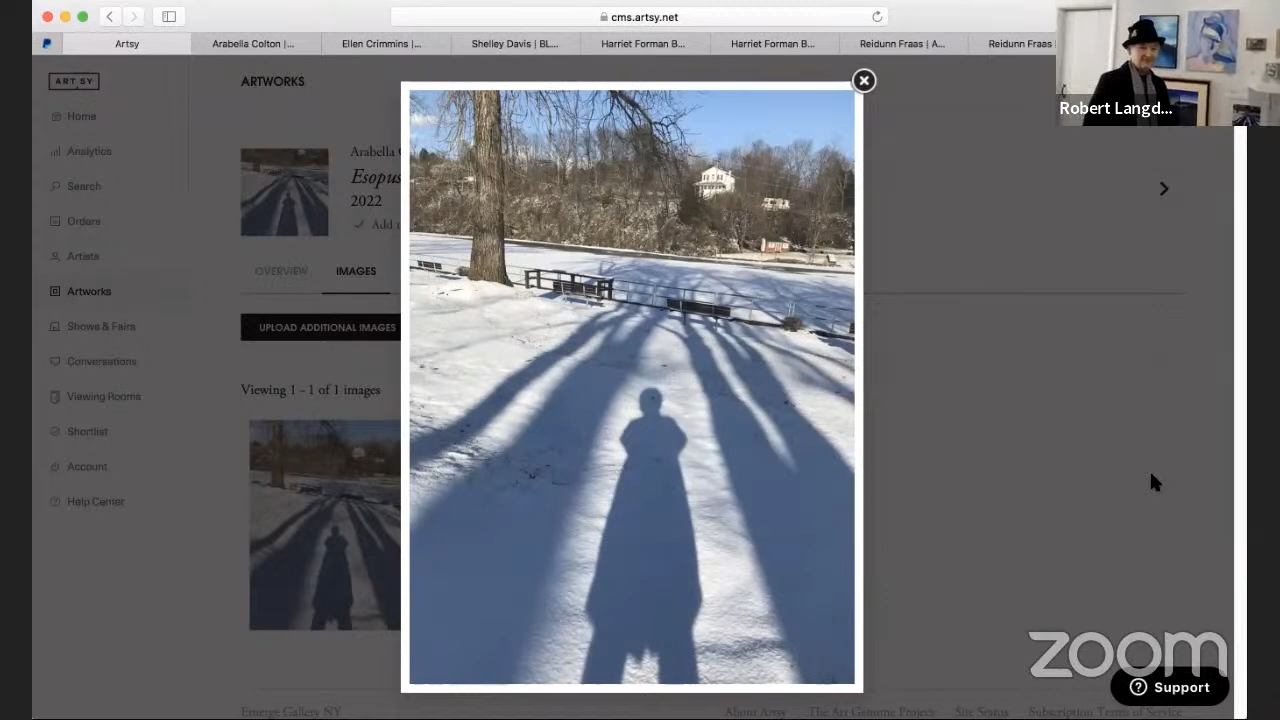 cms.artsy.net
Artsy
Arabella Colton |...
Ellen Crimmins |...
Shelley Davis | BL...
Harriet Forman B...
Harriet Forman B...
Reidunn Fraas | A...
Reidunn Fraas
Robert Langd...
ART SY
ARTWORKS
Home
Analytics
Search
Orders
Artists
Artworks
Shows & Fairs
Conversations
Viewing Rooms
Shortlist
Account
Help Center
Arabella
Esopus
2022
Add
OVERVIEW
IMAGES
UPLOAD ADDITIONAL IMAGES
Viewing 1 - 1 of 1 images
zoom
Support
Emerge Gallery NY
About Artsy
The Art Genome Project
Site Status
Subscription Terms of Service